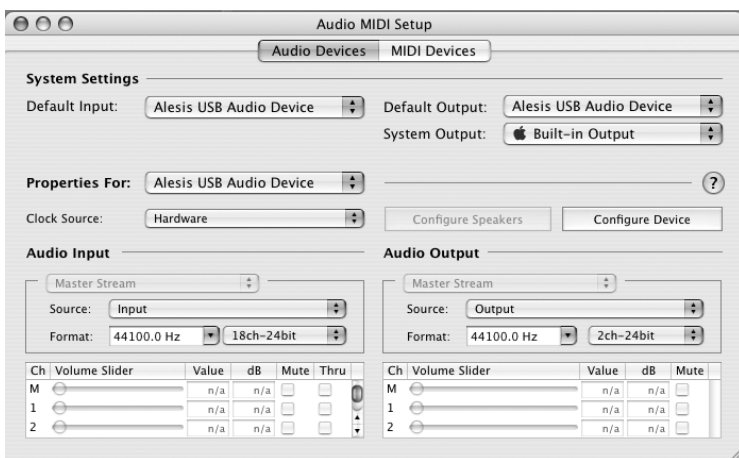 Audio MIDI Setup
Audio Devices MIDI Devices
System Settings
Default Input: Alesis USB Audio Device Default Output: Alesis USB Audio Device
System Output: Built-in Output
Properties For: Alesis USB Audio Device ?
Clock Source: Hardware Configure Speakers Configure Device
Audio Input Audio Output
Master Stream Master Stream
Source: Input Source: Output
Format: 44100.0 Hz 18ch-24bit Format: 44100.0 Hz 2ch-24bit
Ch Volume Slider Value dB Mute Thru Ch Volume Slider Value dB Mute
M n/a n/a M n/a n/a
1 n/a n/a 1 n/a n/a
2 n/a n/a 2 n/a n/a